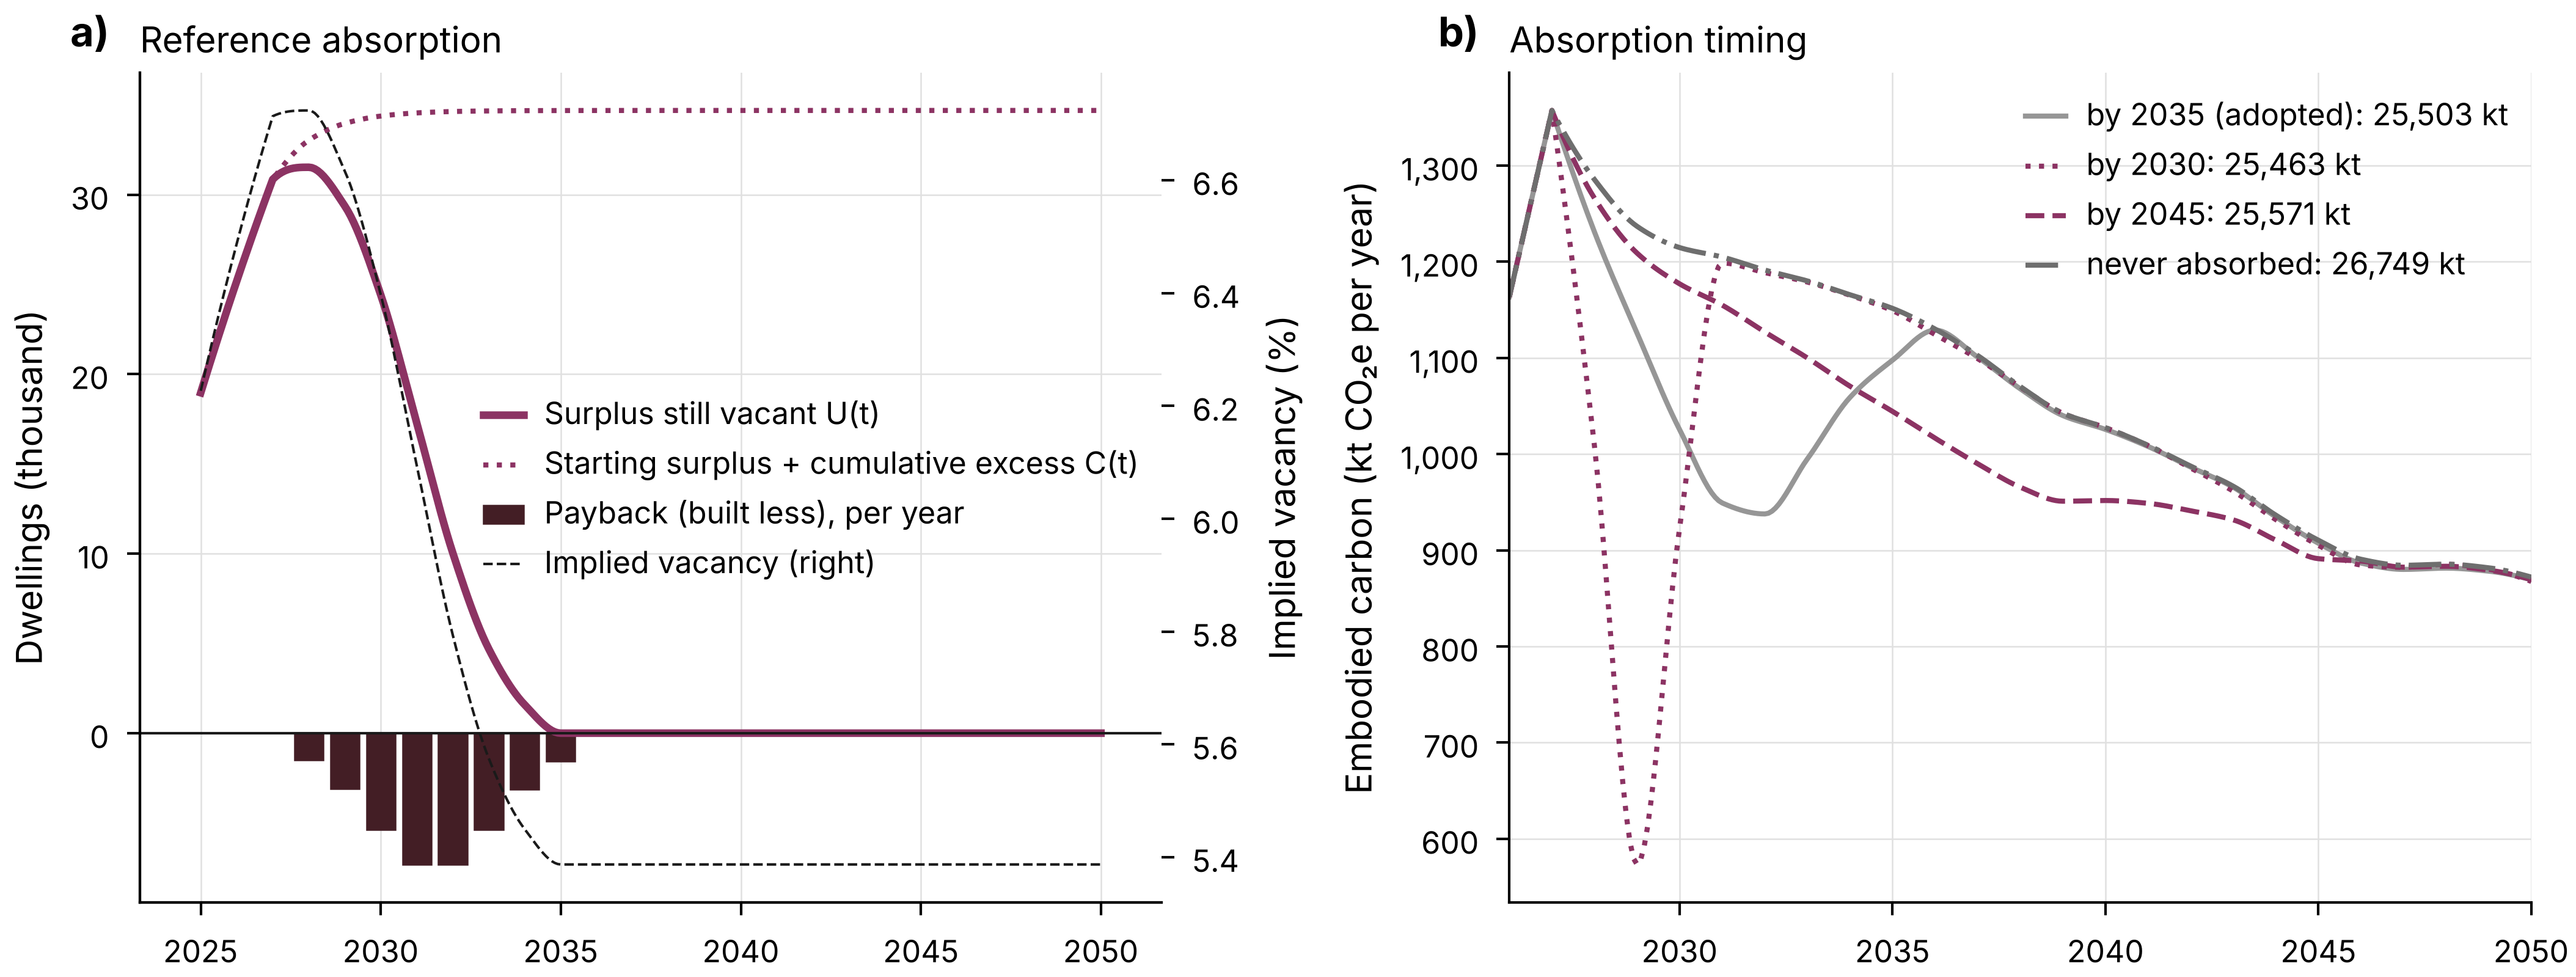 a) Reference absorption
Dwellings (thousand)
30
20
10
0
2025 2030 2035 2040 2045 2050
Surplus still vacant U(t)
Starting surplus + cumulative excess C(t)
Payback (built less), per year
Implied vacancy (right)
6.6
6.4
6.2
6.0
5.8
5.6
5.4
Implied vacancy (%)
b) Absorption timing
Embodied carbon (kt CO₂e per year)
1,300
1,200
1,100
1,000
900
800
700
600
2030 2035 2040 2045 2050
by 2035 (adopted): 25,503 kt
by 2030: 25,463 kt
by 2045: 25,571 kt
never absorbed: 26,749 kt